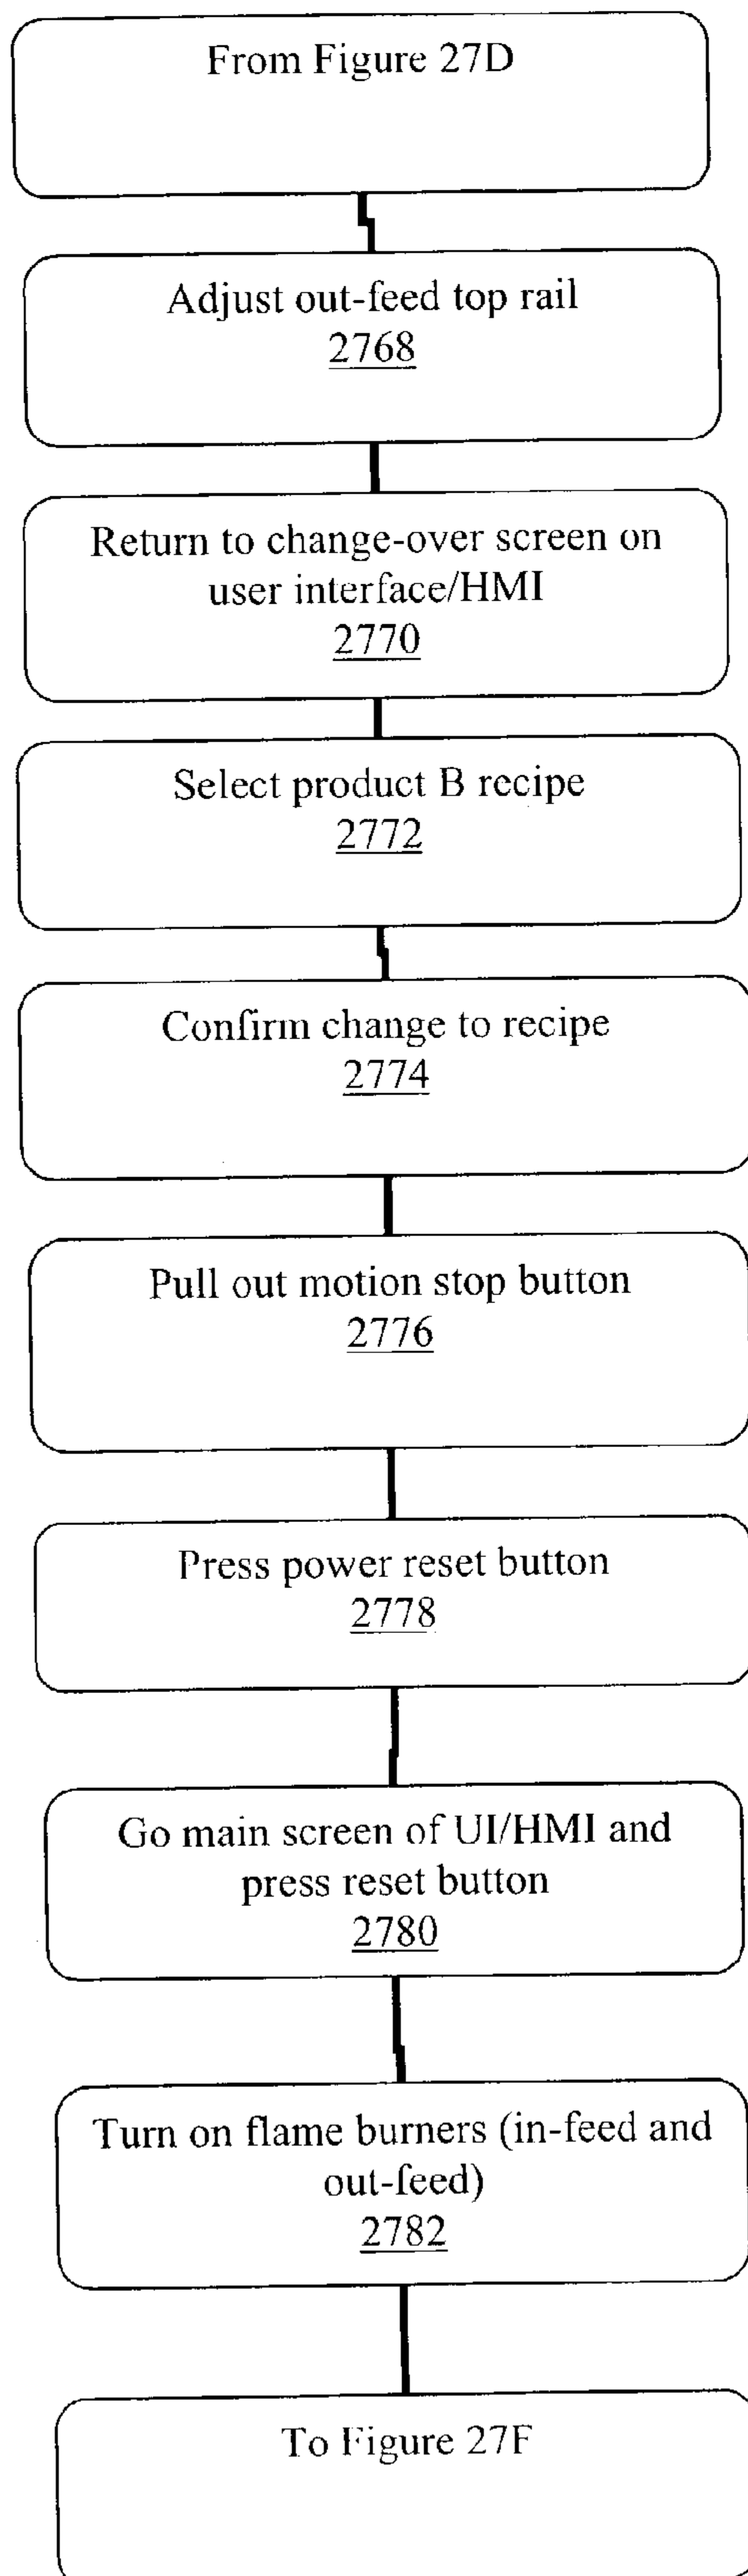 From Figure 27D
Adjust out-feed top rail
2768
Return to change-over screen on
user interface/HMI
2770
Select product B recipe
2772
Confirm change to recipe
2774
Pull out motion stop button
2776
Press power reset button
2778
Go main screen of UI/HMI and
press reset button
2780
Turn on flame burners (in-feed and
out-feed)
2782
To Figure 27F